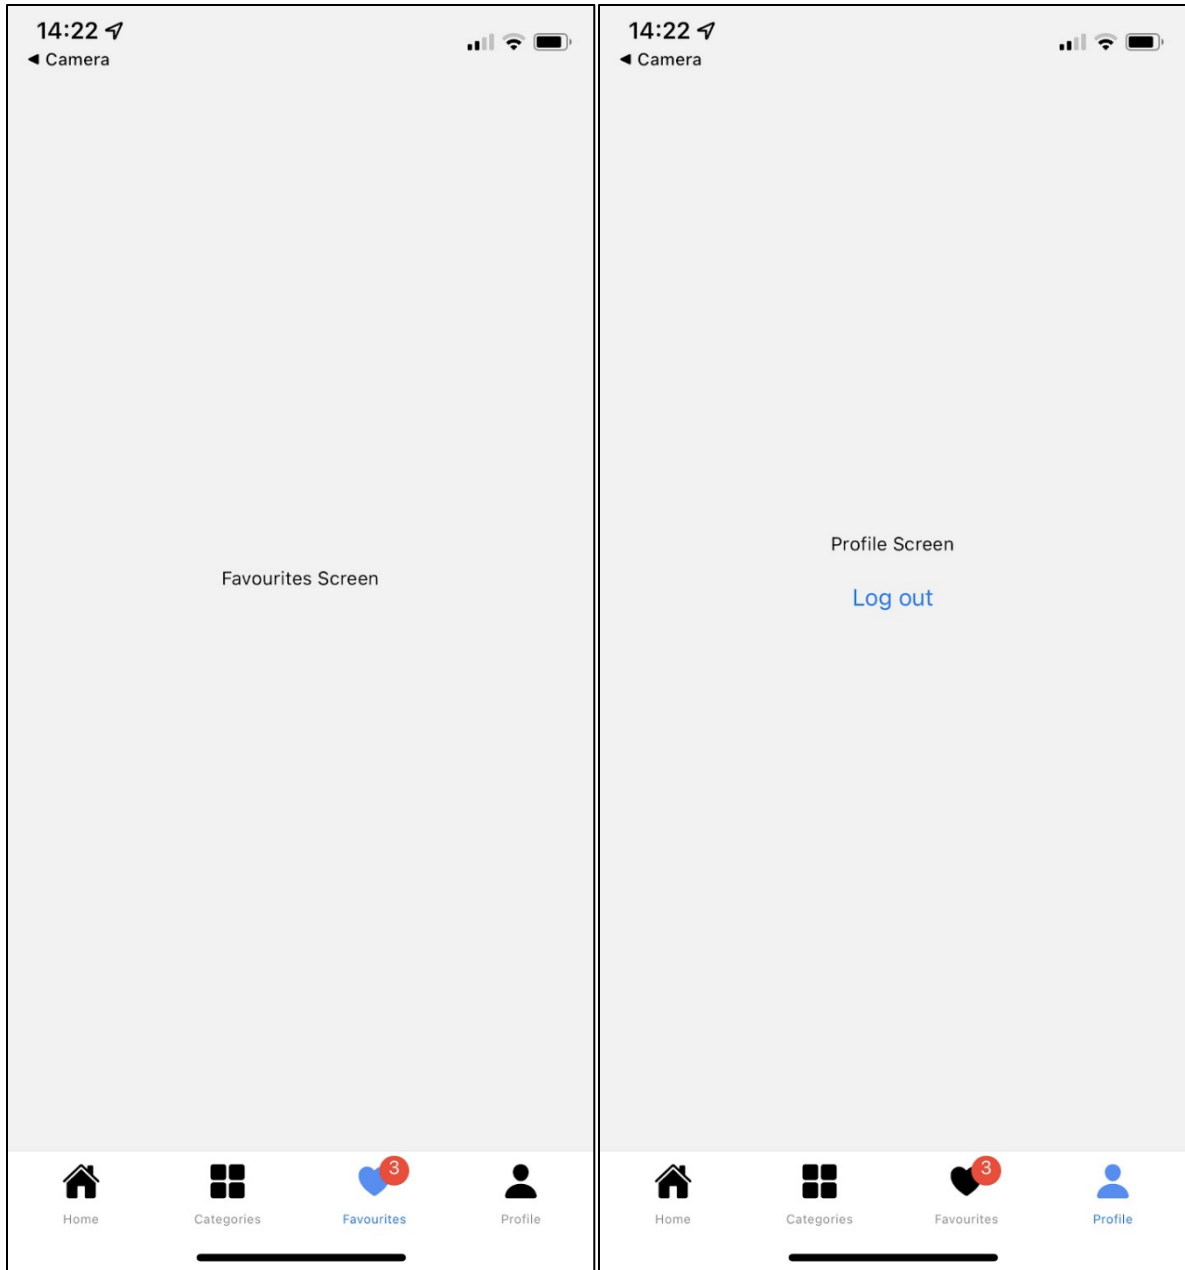 14:22
◀ Camera
Favourites Screen
3
Home Categories Favourites Profile
14:22
◀ Camera
Profile Screen
Log out
3
Home Categories Favourites Profile